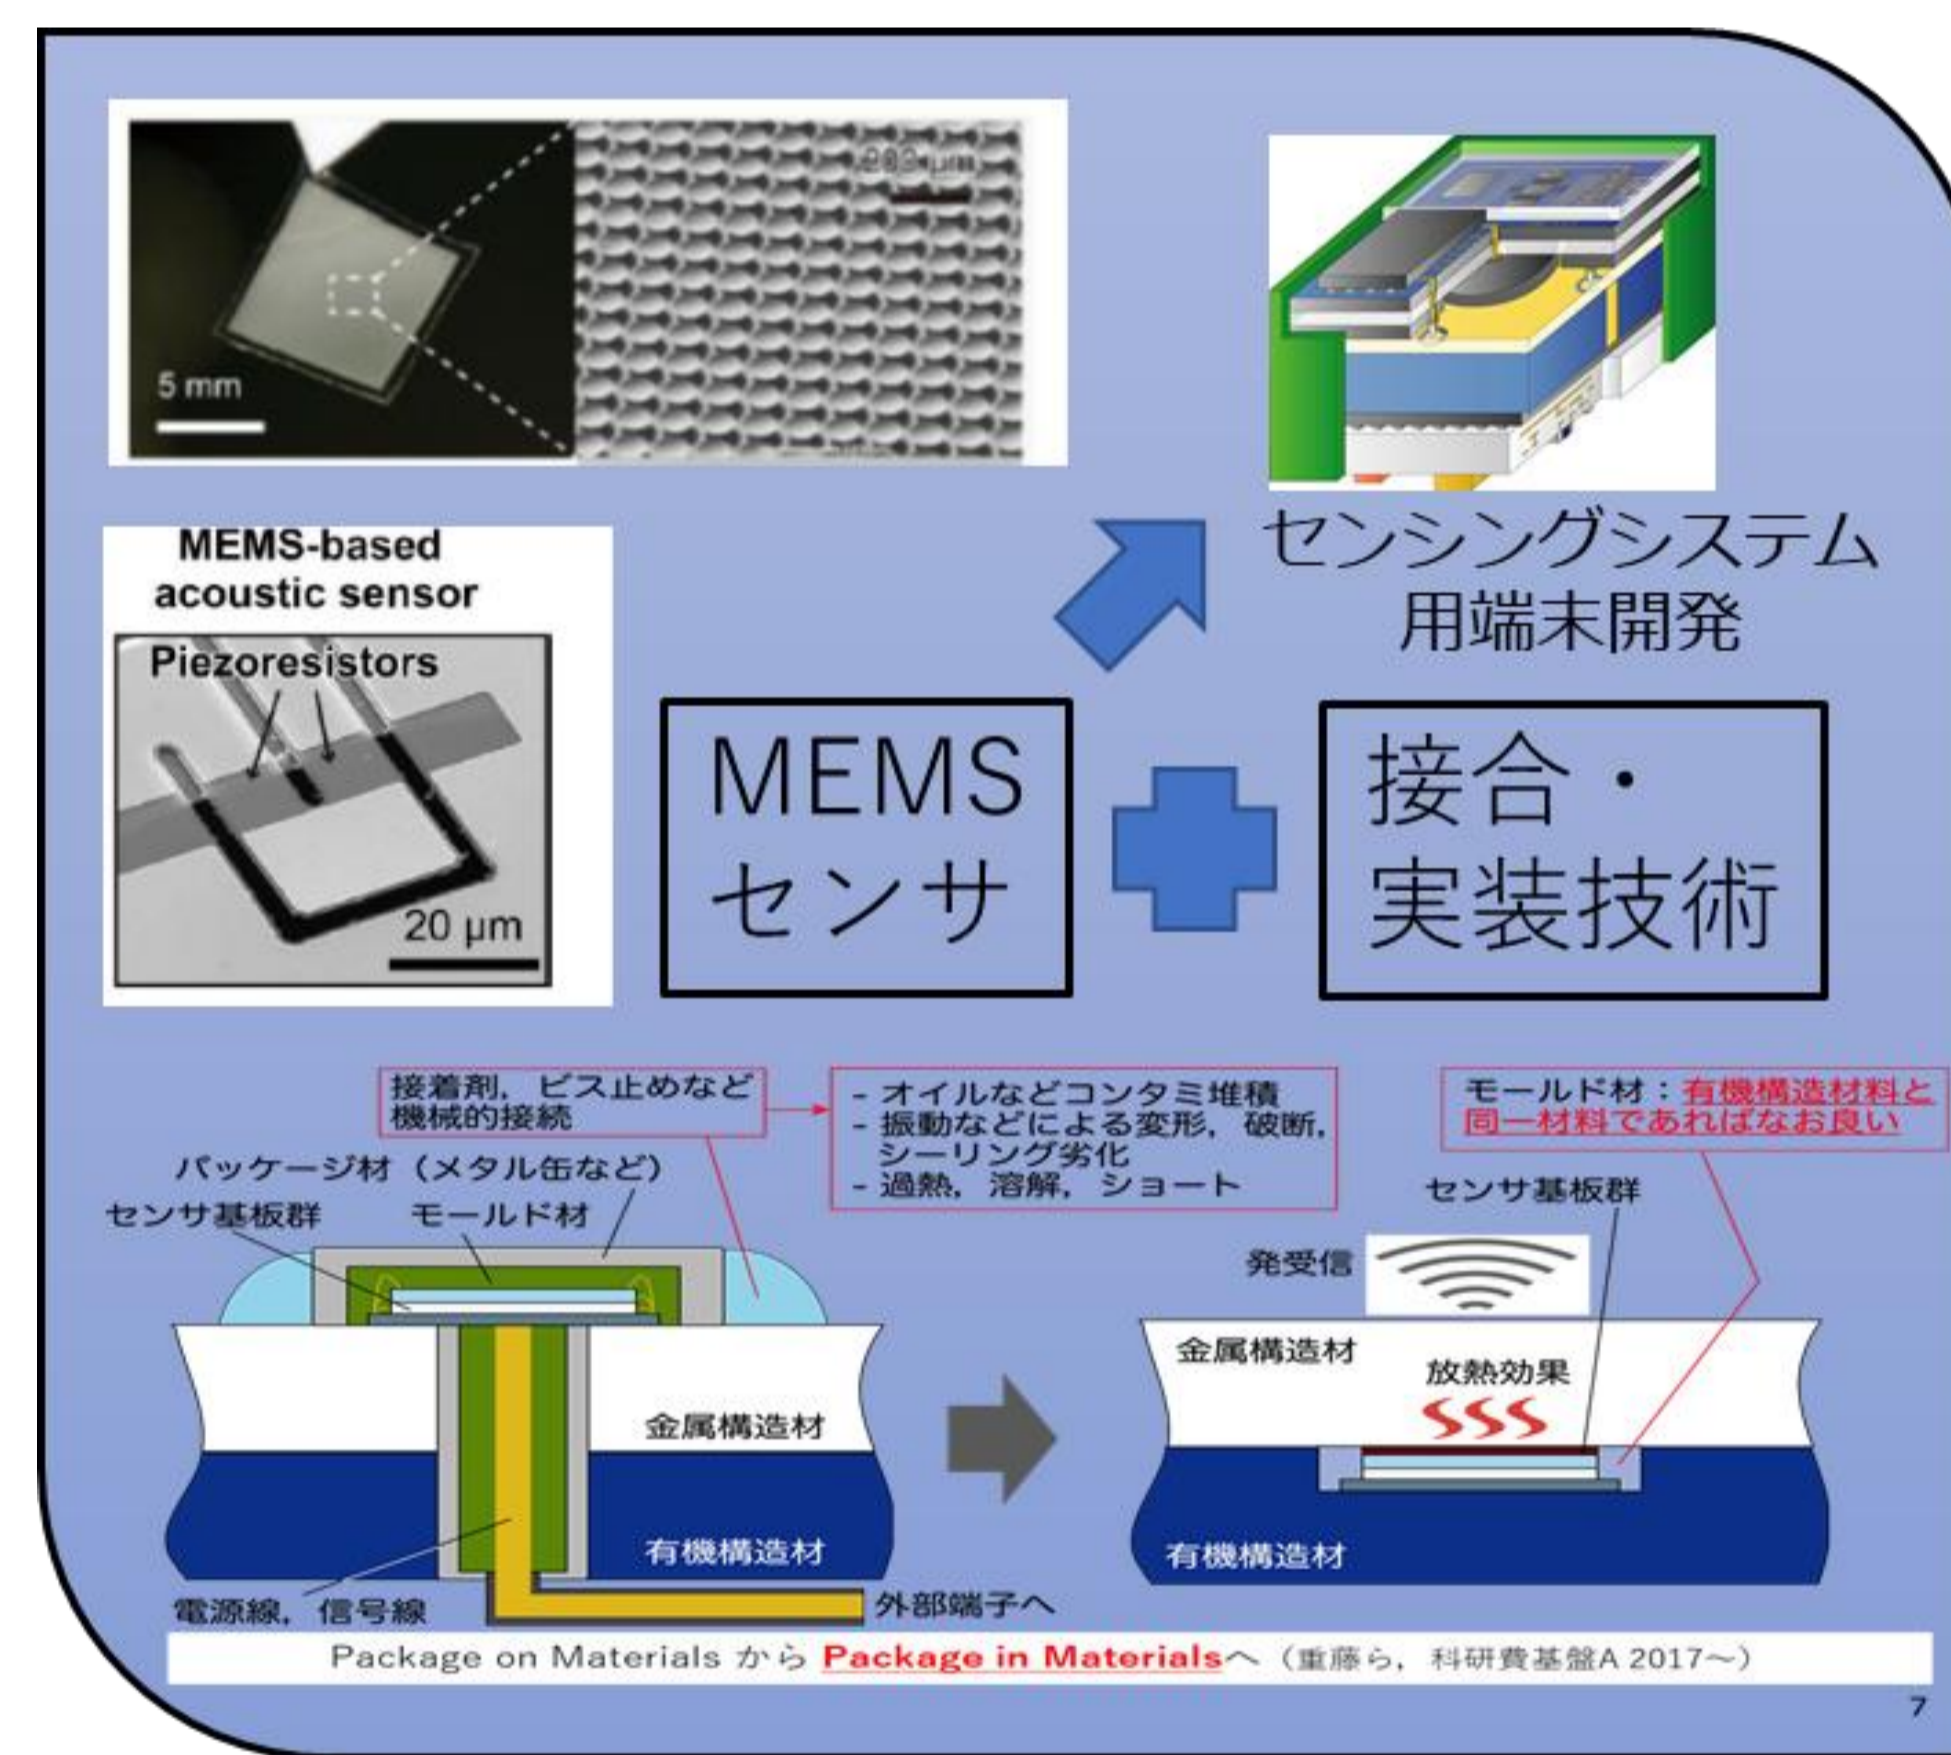 5 mm
MEMS-based
acoustic sensor
Piezoresistors
20 µm
センシングシステム
用端末開発
MEMS
センサ
接合・
実装技術
接着剤，ビス止めなど
機械的接続
- オイルなどコンタミ堆積
- 振動などによる変形，破断，
シーリング劣化
- 過熱，溶解，ショート
モールド材：有機構造材料と
同一材料であればなお良い
パッケージ材（メタル缶など）
センサ基板群
モールド材
センサ基板群
発受信
金属構造材
放熱効果
金属構造材
有機構造材
有機構造材
電源線，信号線
外部端子へ
Package on Materials から Package in Materialsへ（重藤ら，科研費基盤A 2017～）
7